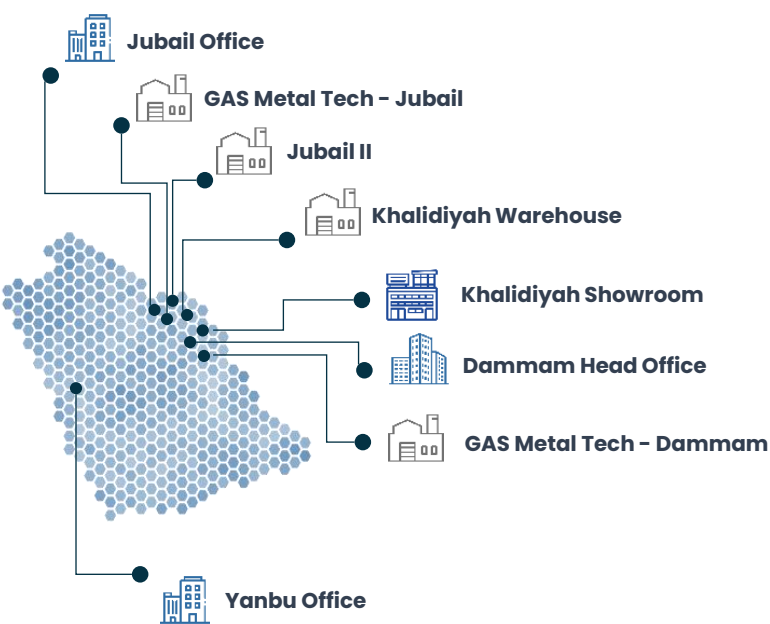 Jubail Office
GAS Metal Tech - Jubail
Jubail II
Khalidiyah Warehouse
Khalidiyah Showroom
Dammam Head Office
GAS Metal Tech - Dammam
Yanbu Office